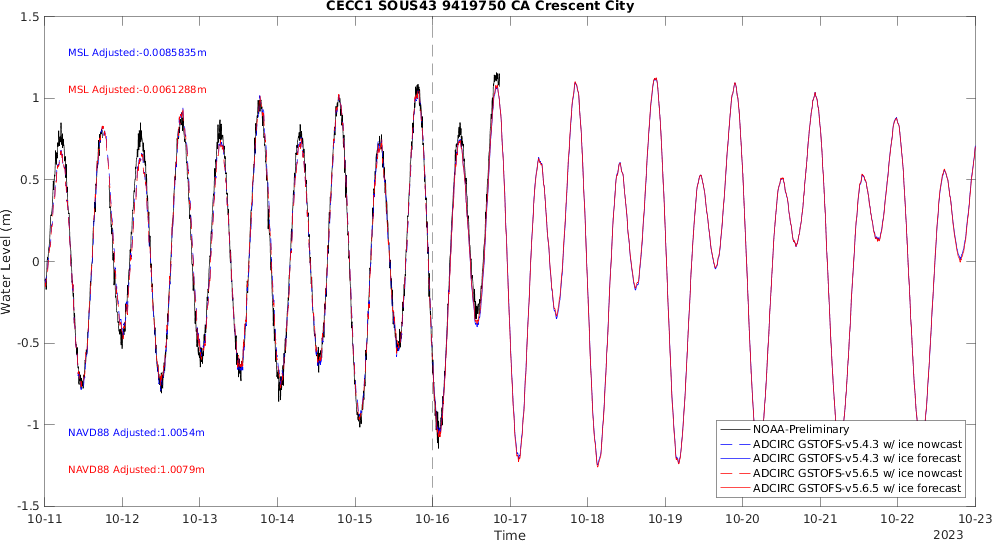 CECC1 SOUS43 9419750 CA Crescent City
1.5
1
0.5
0
-0.5
-1
-1.5
Water Level (m)
MSL Adjusted:-0.0085835m
MSL Adjusted:-0.0061288m
NAVD88 Adjusted:1.0054m
NAVD88 Adjusted:1.0079m
NOAA-Preliminary
ADCIRC GSTOFS-v5.4.3 w/ ice nowcast
ADCIRC GSTOFS-v5.4.3 w/ ice forecast
ADCIRC GSTOFS-v5.6.5 w/ ice nowcast
ADCIRC GSTOFS-v5.6.5 w/ ice forecast
10-11 10-12 10-13 10-14 10-15 10-16 10-17 10-18 10-19 10-20 10-21 10-22 10-23
Time
2023